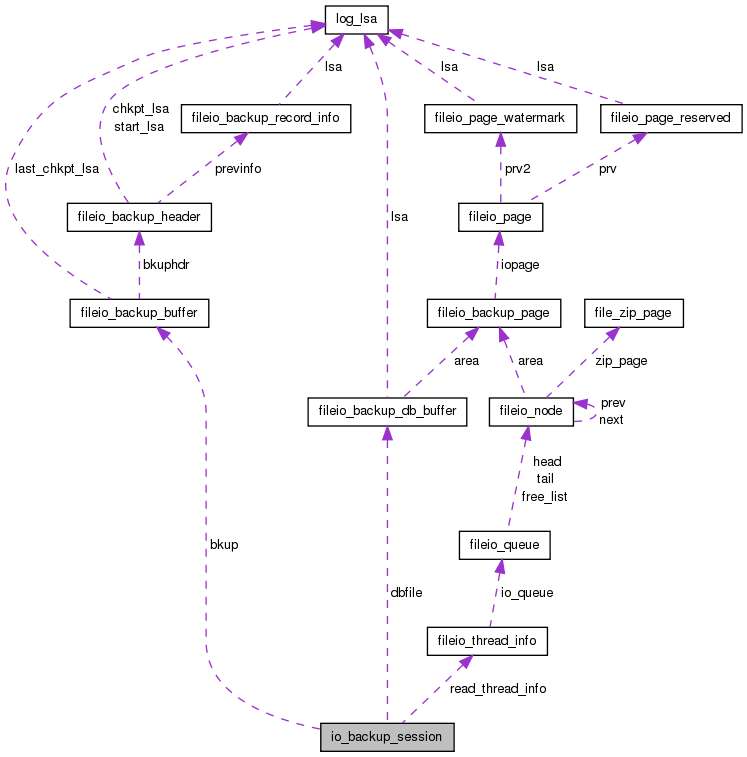 log_lsa
lsa
lsa
lsa
chkpt_lsa
start_lsa
fileio_backup_record_info
fileio_page_watermark
fileio_page_reserved
last_chkpt_lsa
previnfo
prv2
prv
fileio_backup_header
lsa
fileio_page
bkuphdr
iopage
fileio_backup_buffer
fileio_backup_page
file_zip_page
area
area
zip_page
fileio_backup_db_buffer
fileio_node
prev
next
head
tail
free_list
bkup
fileio_queue
dbfile
io_queue
fileio_thread_info
read_thread_info
io_backup_session